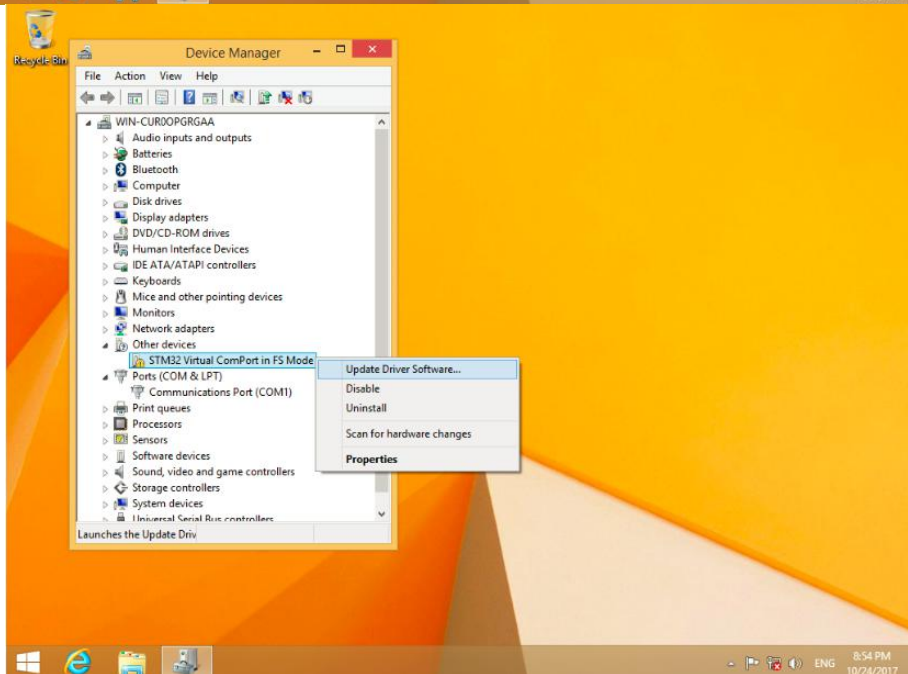 Recycle Bin
Device Manager
File Action View Help
WIN-CUR0OPGRGAA
Audio inputs and outputs
Batteries
Bluetooth
Computer
Disk drives
Display adapters
DVD/CD-ROM drives
Human Interface Devices
IDE ATA/ATAPI controllers
Keyboards
Mice and other pointing devices
Monitors
Network adapters
Other devices
STM32 Virtual ComPort in FS Mode
Ports (COM & LPT)
Communications Port (COM1)
Print queues
Processors
Sensors
Software devices
Sound, video and game controllers
Storage controllers
System devices
Universal Serial Bus controllers
Launches the Update Driv
Update Driver Software...
Disable
Uninstall
Scan for hardware changes
Properties
ENG
8:54 PM
10/24/2017